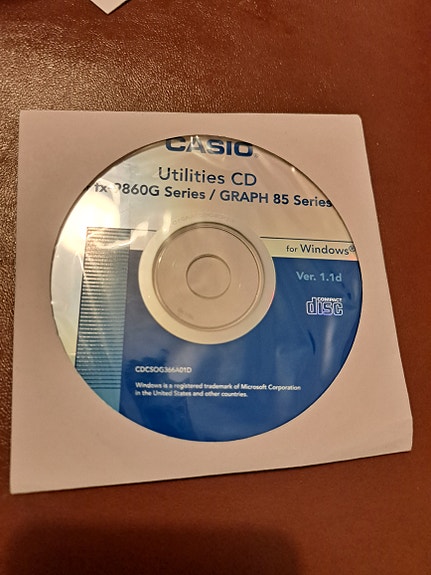 CASIO
Utilities CD
fx-9860G Series / GRAPH 85 Series
for Windows®
Ver. 1.1d
COMPACT
disc
CDCSOG366A01D
Windows is a registered trademark of Microsoft Corporation
in the United States and other countries.